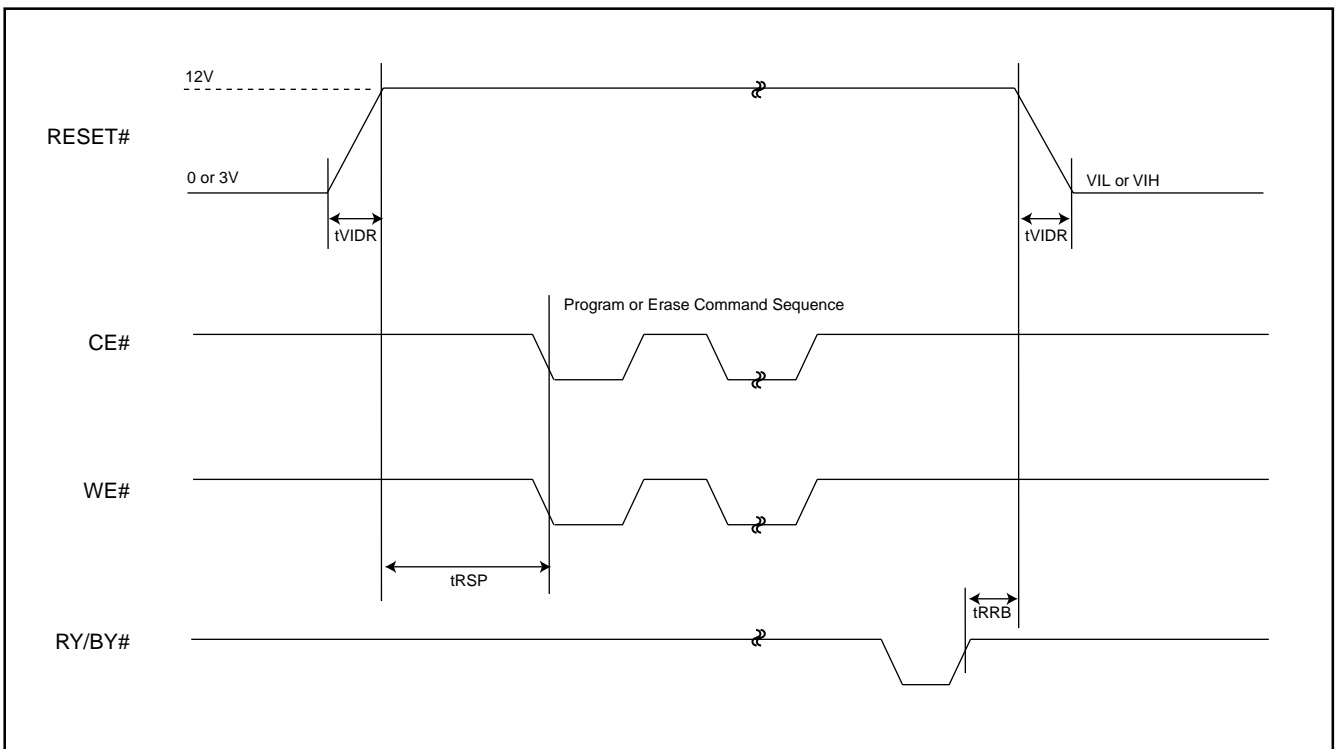 12V
RESET#
0 or 3V
VIL or VIH
tVIDR
tVIDR
Program or Erase Command Sequence
CE#
WE#
tRSP
tRRB
RY/BY#